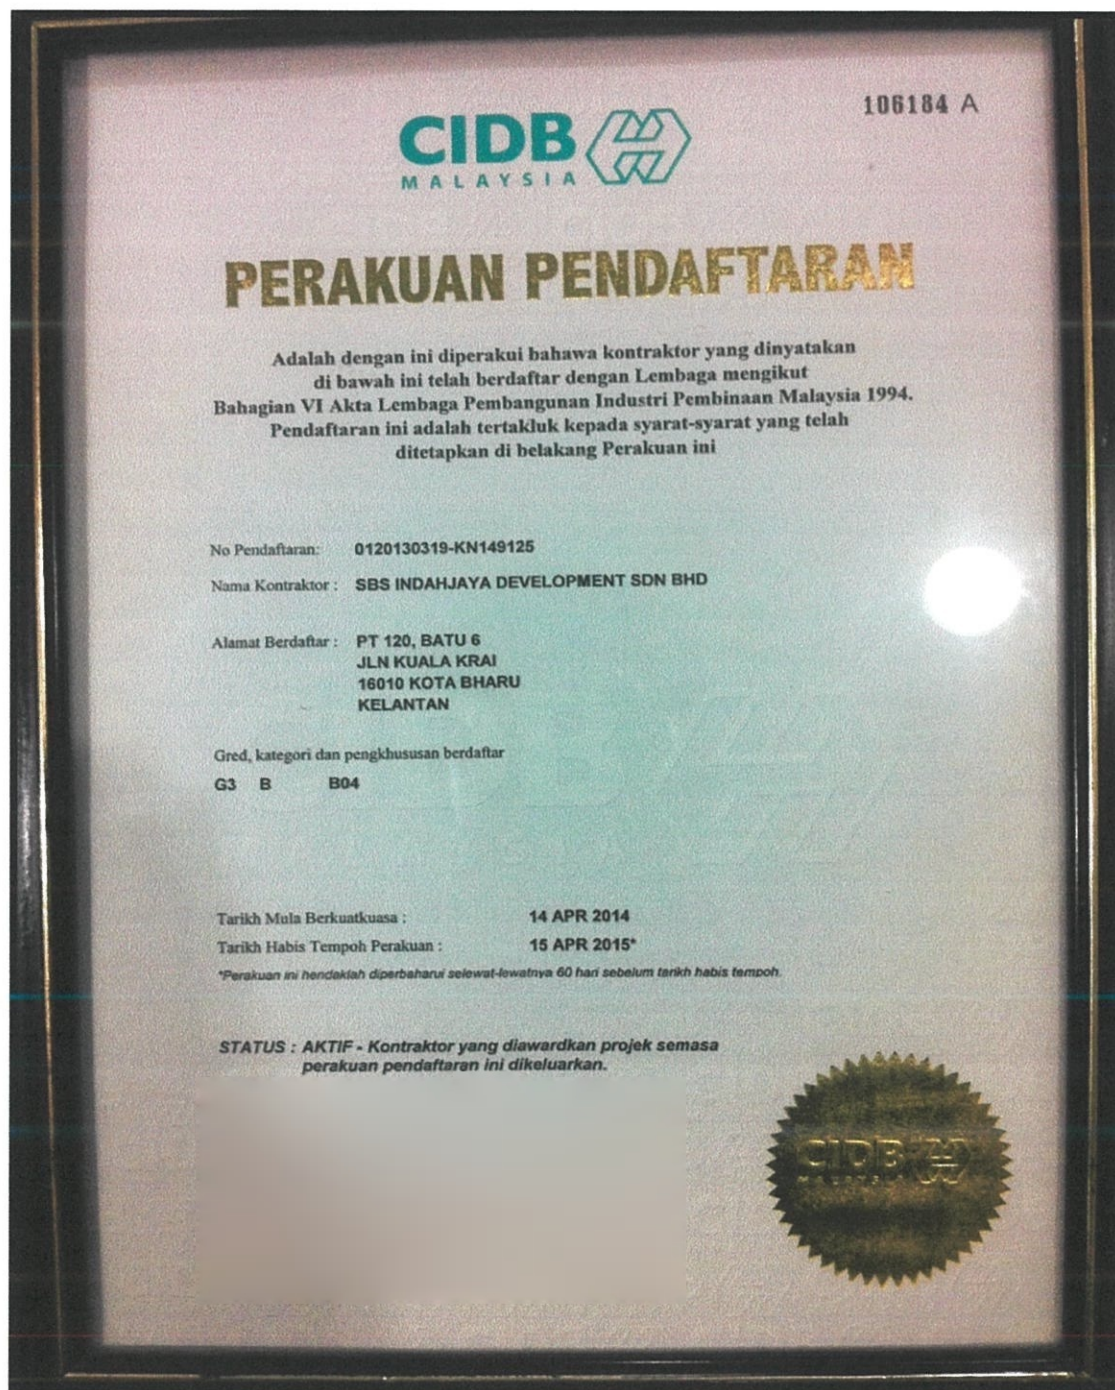 106184 A
CIDB
MALAYSIA
PERAKUAN PENDAFTARAN
Adalah dengan ini diperakui bahawa kontraktor yang dinyatakan
di bawah ini telah berdaftar dengan Lembaga mengikut
Bahagian VI Akta Lembaga Pembangunan Industri Pembinaan Malaysia 1994.
Pendaftaran ini adalah tertakluk kepada syarat-syarat yang telah
ditetapkan di belakang Perakuan ini
No Pendaftaran: 0120130319-KN149125
Nama Kontraktor : SBS INDAHJAYA DEVELOPMENT SDN BHD
Alamat Berdaftar : PT 120, BATU 6
JLN KUALA KRAI
16010 KOTA BHARU
KELANTAN
Gred, kategori dan pengkhususan berdaftar
G3 B B04
Tarikh Mula Berkuatkuasa : 14 APR 2014
Tarikh Habis Tempoh Perakuan : 15 APR 2015*
*Perakuan ini hendaklah diperbaharui selewat-lewatnya 60 hari sebelum tarikh habis tempoh.
STATUS : AKTIF - Kontraktor yang diawardkan projek semasa
perakuan pendaftaran ini dikeluarkan.
CIDB
MALAYSIA